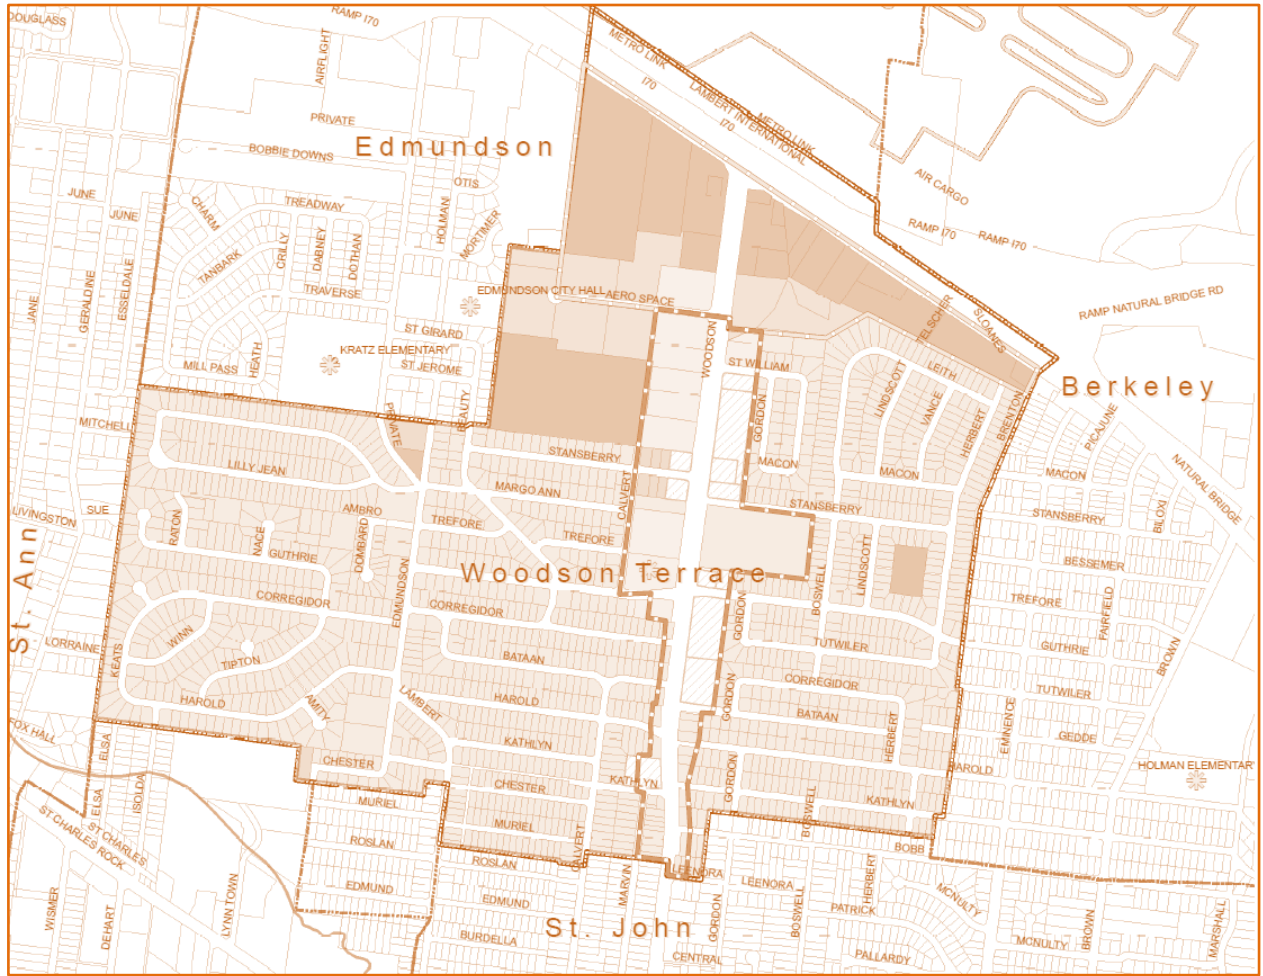 DOUGLASS
RAMP I70
METRO LINK
I70
LAMBERT INTERNATIONAL
METRO LINK
I70
AIRFLIGHT
PRIVATE
Edmundson
BOBBIE DOWNS
AIR CARGO
RAMP I70
RAMP I70
JUNE
JUNE
CHARM
TREADWAY
OTIS
HOLMAN
MORTIMER
CRILLY
DABNEY
DOTHAN
TANBARK
TRAVERSE
JANE
GERALDINE
ESSELDALE
EDMUNDSON CITY HALL
AERO SPACE
RAMP NATURAL BRIDGE RD
ST GIRARD
KRATZ ELEMENTARY
ST JEROME
MILL PASS
HEATH
WOODSON
ST WILLIAM
TELSCHER
SLOANES
LEITH
LINDSCOTT
VANCE
HERBERT
BRENTON
Berkeley
MITCHELL
PRIVATE
BEAUTY
GORDON
PICAJUNE
LILLY JEAN
STANSBERRY
MACON
MACON
MACON
NATURAL BRIDGE
MARGO ANN
CALVERT
STANSBERRY
STANSBERRY
BILOXI
LIVINGSTON
SUE
RATON
NACE
AMBRO
DOMBARD
TREFORE
TREFORE
GUTHRIE
LINDSCOTT
BESSEMER
St. Ann
Woodson Terrace
EDMUNDSON
BOSWELL
CORREGIDOR
CORREGIDOR
GORDON
TREFORE
FAIRFIELD
WINN
TUTWILER
GUTHRIE
BROWN
LORRAINE
KEATS
TIPTON
BATAAN
CORREGIDOR
TUTWILER
HAROLD
AMITY
LAMBERT
HAROLD
GORDON
BATAAN
HERBERT
EMINENCE
GEDDE
FOX HALL
ELSA
KATHLYN
CHESTER
HAROLD
HOLMAN ELEMENTAR
ELSA
ISOLDA
CHESTER
KATHLYN
GORDON
BOSWELL
KATHLYN
MURIEL
MURIEL
ST CHARLES
ST CHARLES ROCK
ROSLAN
ROSLAN
CALVERT
BOBB
LEENORA
LEENORA
EDMUND
EDMUND
MARVIN
HERBERT
MCNULTY
WISMER
DEHART
LYNN TOWN
St. John
GORDON
BOSWELL
PATRICK
BROWN
MARSHALL
BURDELLA
CENTRAL
PALLARDY
MCNULTY